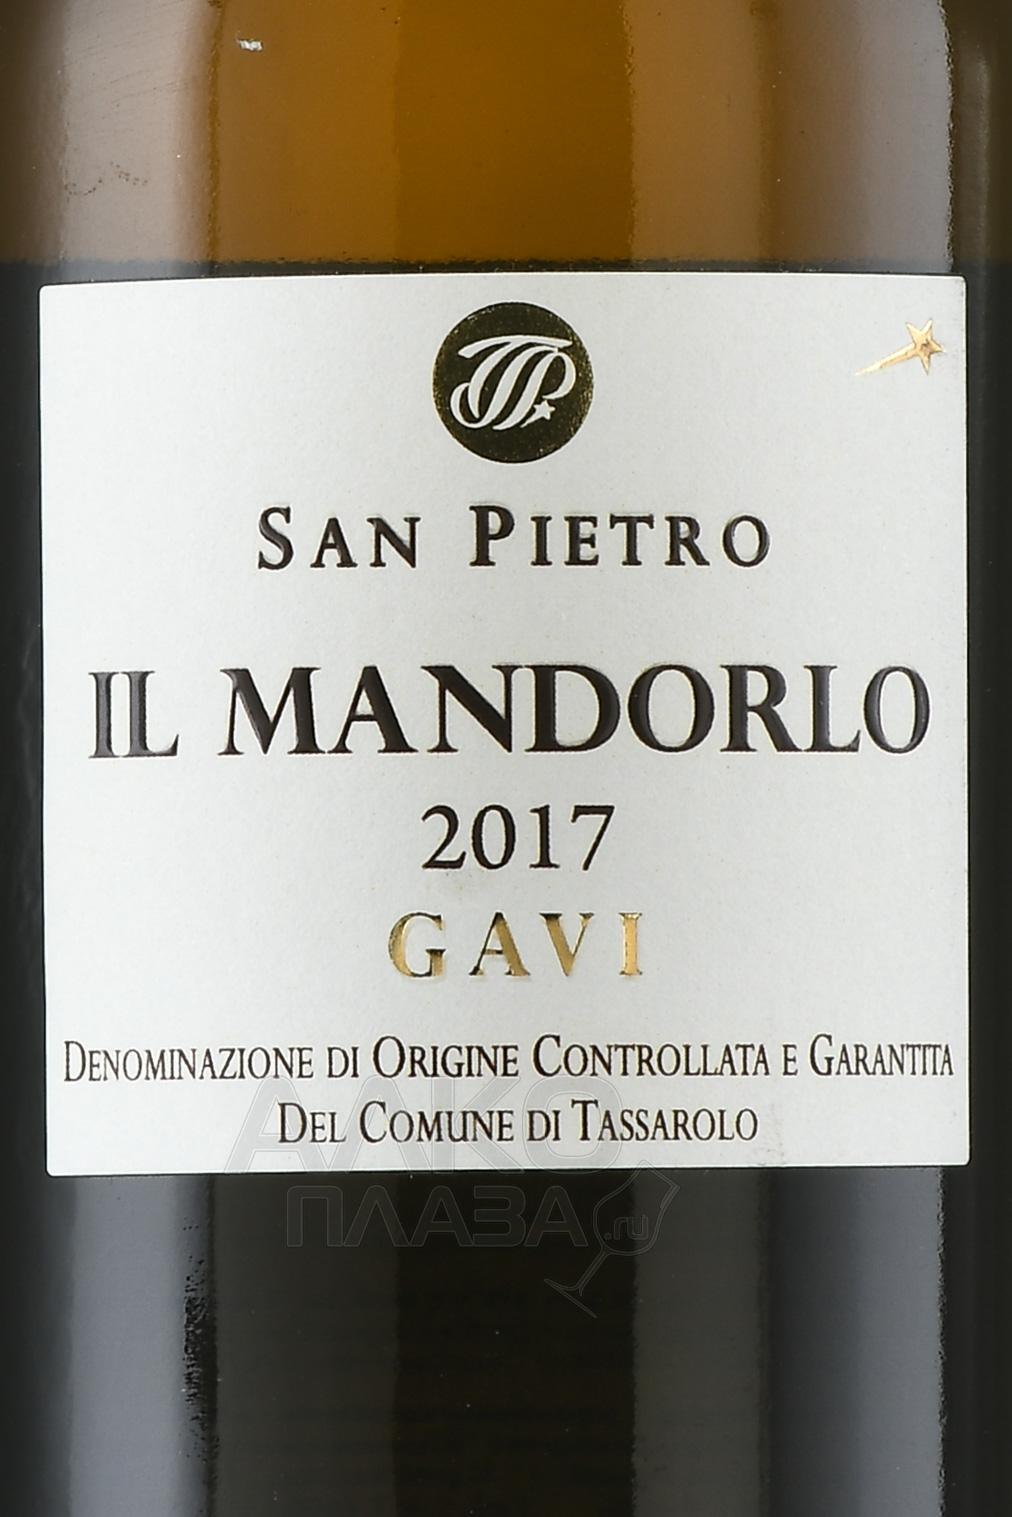 SAN PIETRO
IL MANDORLO
2017
GAVI
DENOMINAZIONE DI ORIGINE CONTROLLATA E GARANTITA
DEL COMUNE DI TASSAROLO
АЛКО
ПЛАЗА.ru